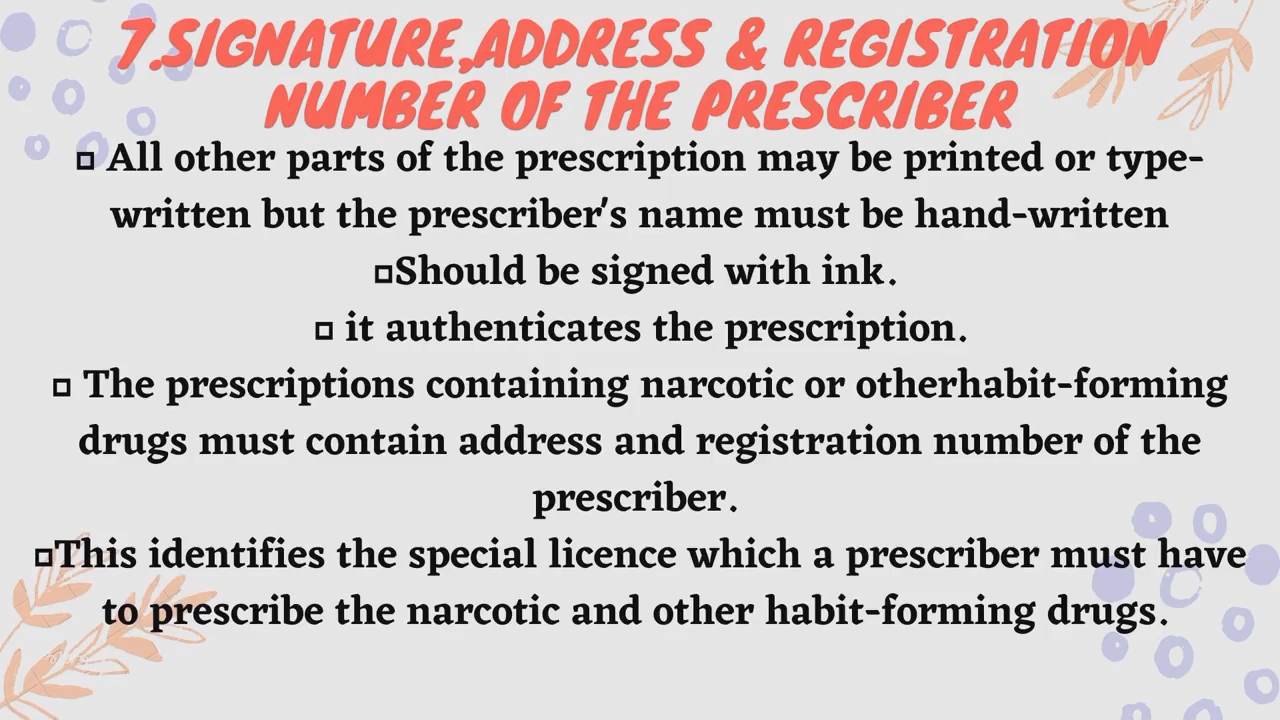 7.SIGNATURE,ADDRESS & REGISTRATION
NUMBER OF THE PRESCRIBER
□ All other parts of the prescription may be printed or type-
written but the prescriber's name must be hand-written
□Should be signed with ink.
□ it authenticates the prescription.
□ The prescriptions containing narcotic or otherhabit-forming
drugs must contain address and registration number of the
prescriber.
□This identifies the special licence which a prescriber must have
to prescribe the narcotic and other habit-forming drugs.